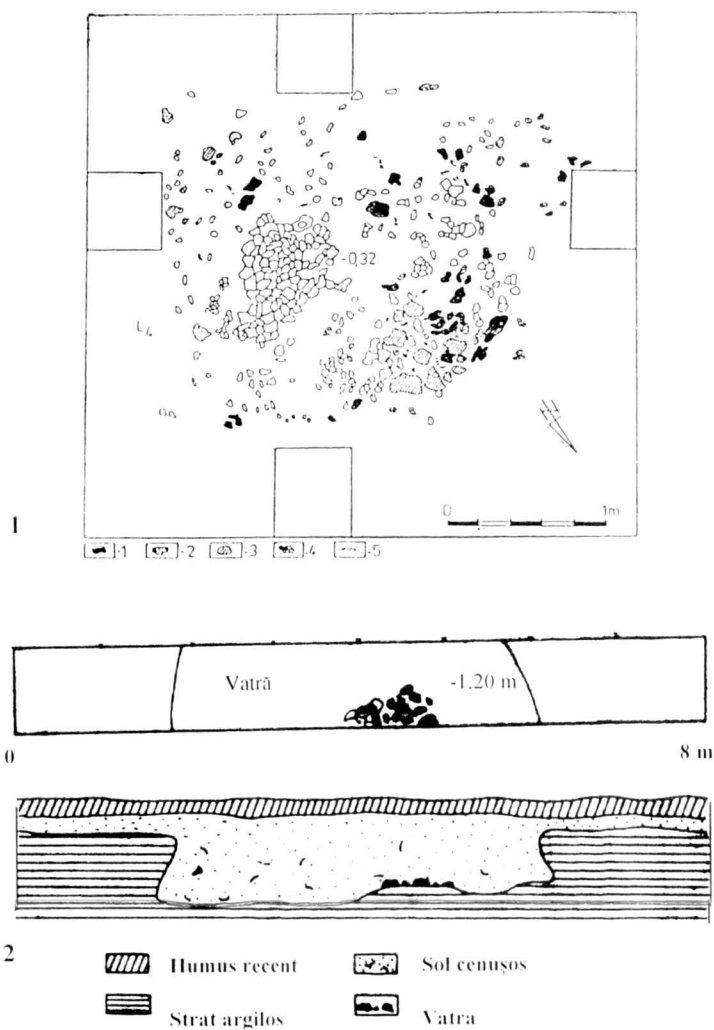 -0,32
L4
0 1m
1
-1 -2 -3 -4 -5
Vatră -1,20 m
0 8 m
2
Humus recent Sol cenușos
Strat argilos Vatra